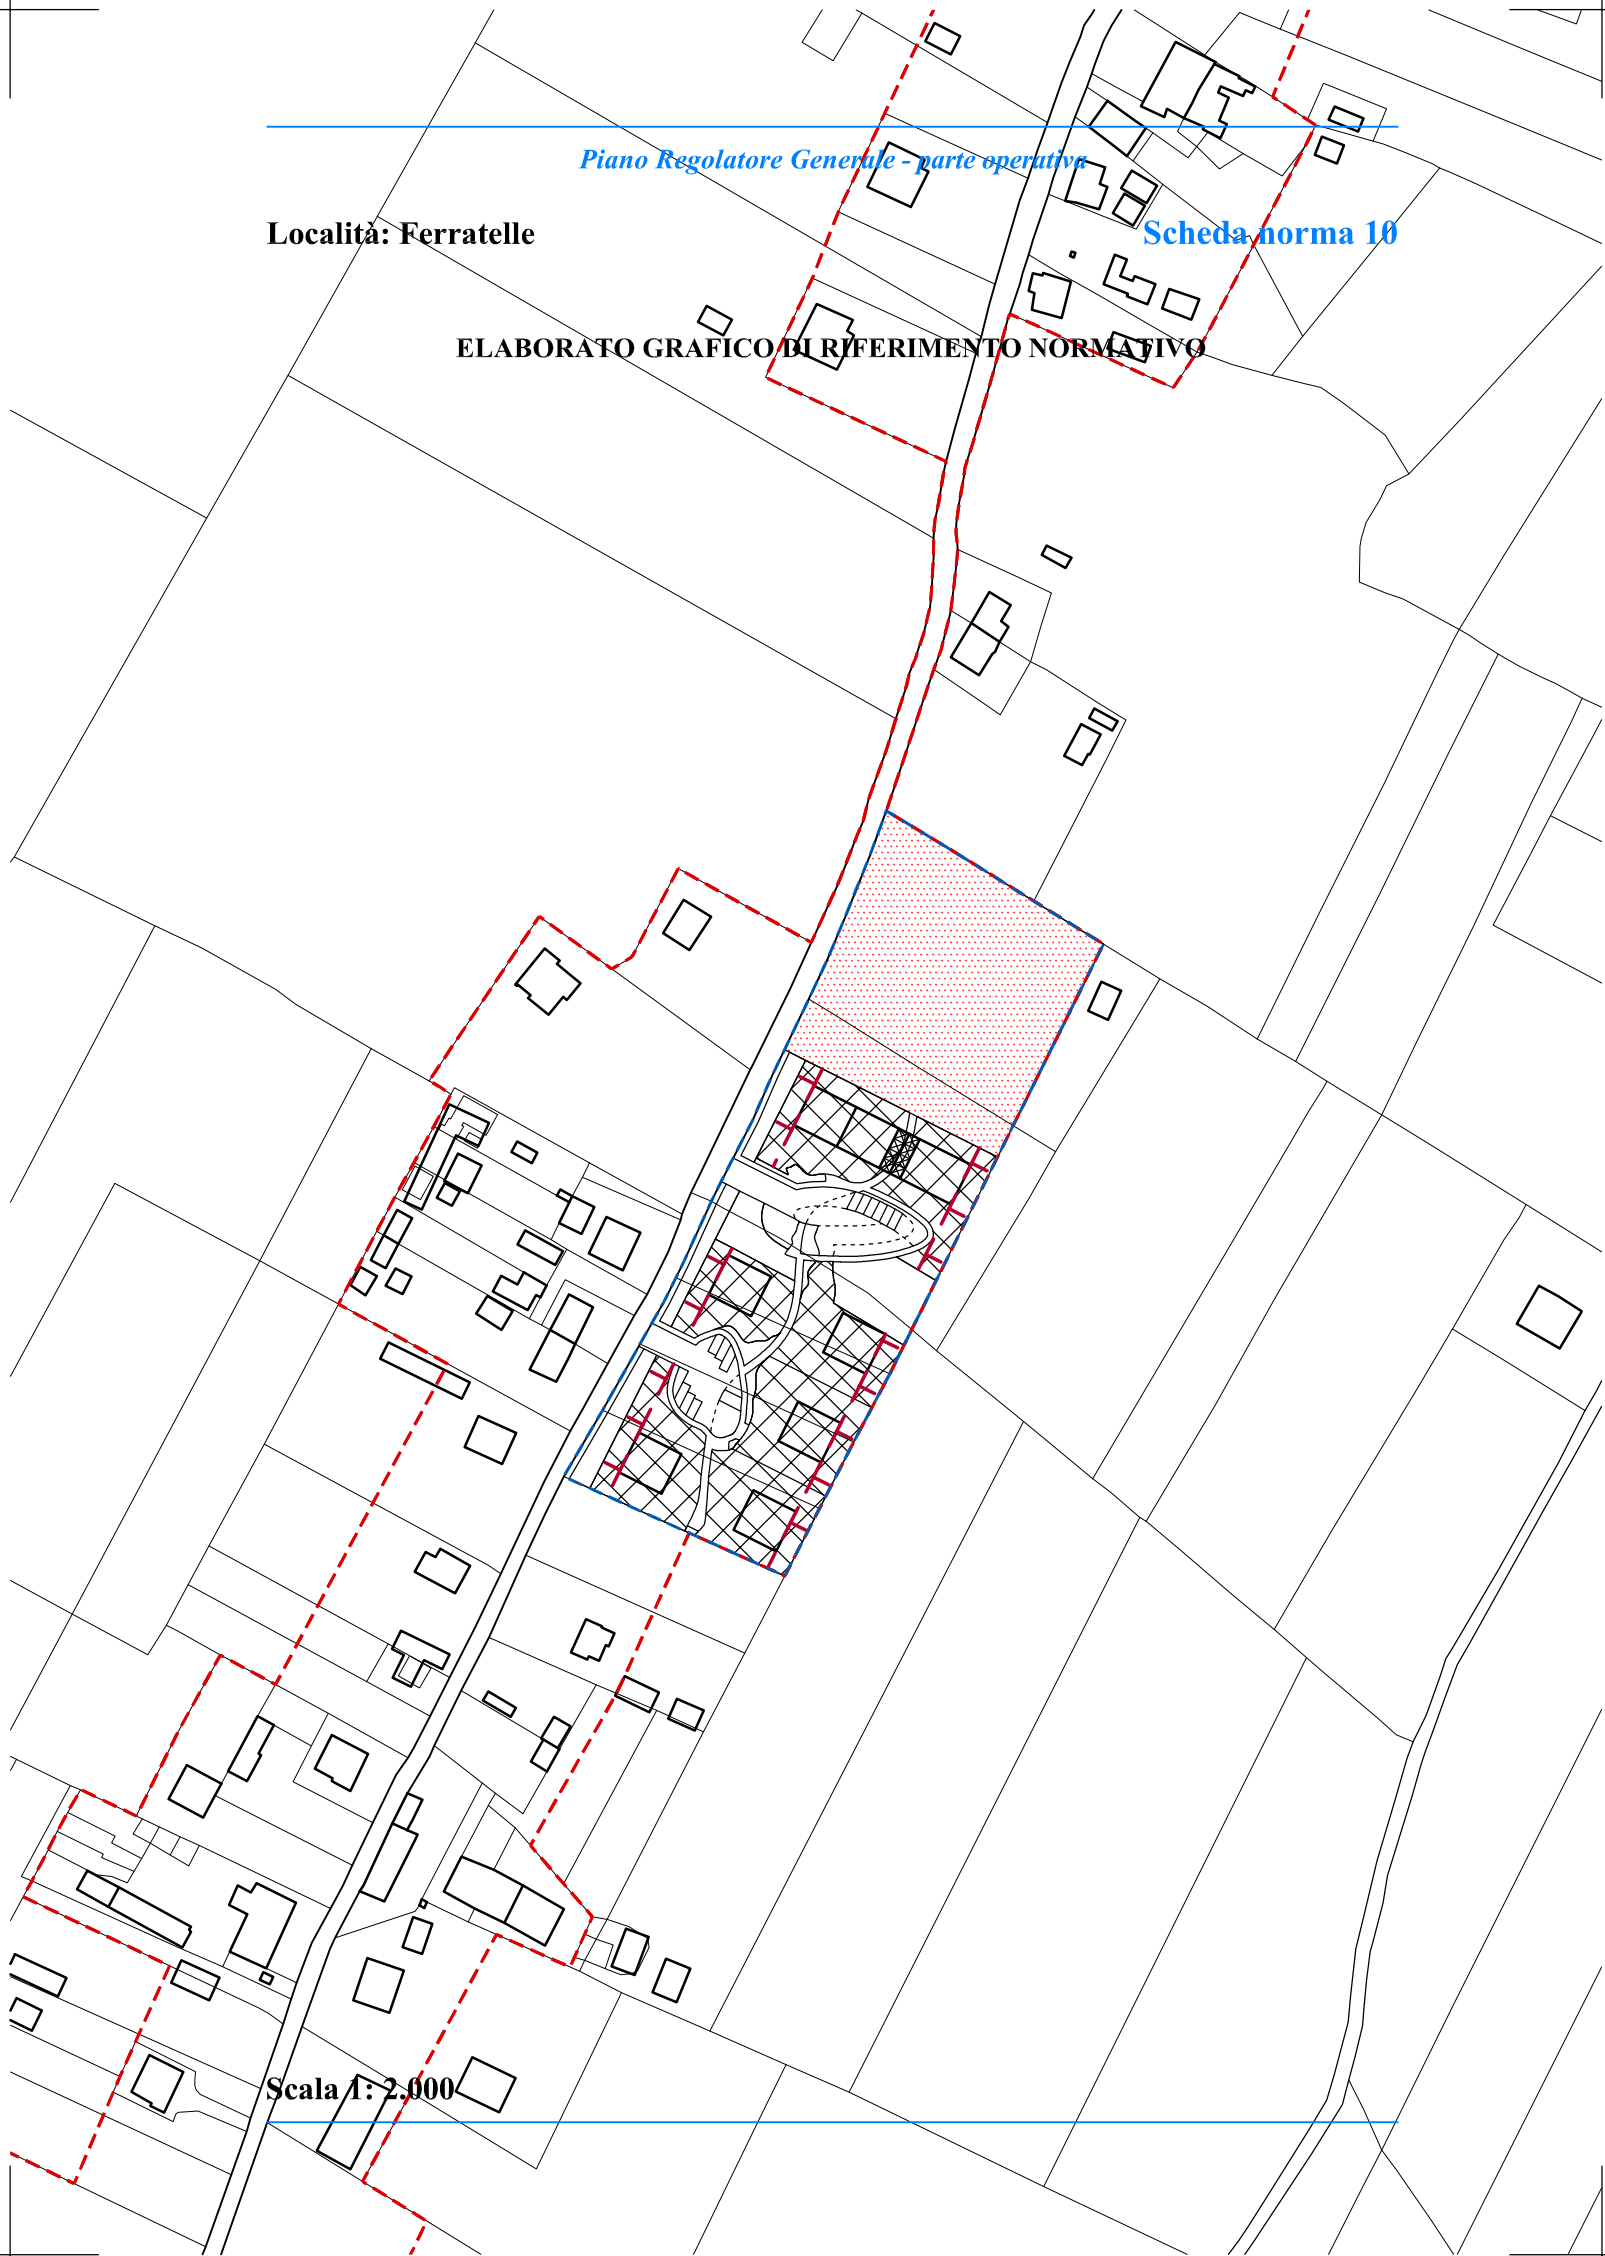 Piano Regolatore Generale - parte operativa
Località: Ferratelle
Scheda norma 10
ELABORATO GRAFICO DI RIFERIMENTO NORMATIVO
Scala 1: 2.000